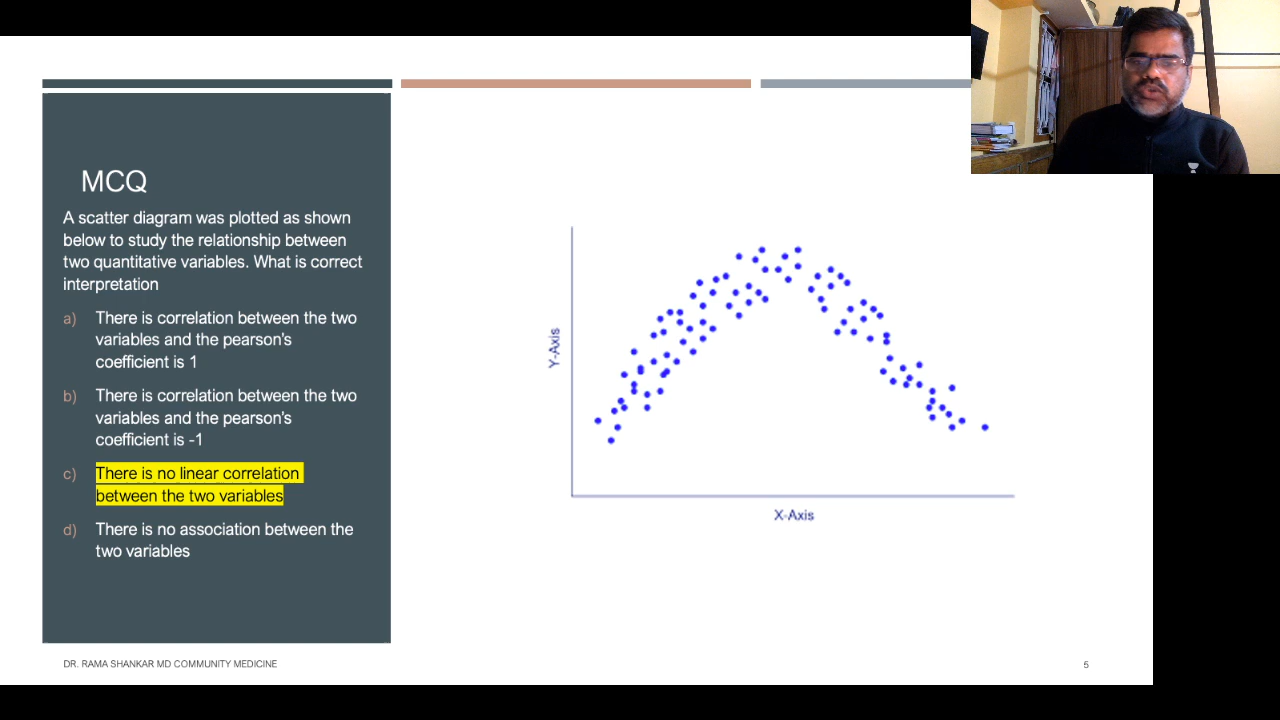 MCQ
A scatter diagram was plotted as shown
below to study the relationship between
two quantitative variables. What is correct
interpretation
a) There is correlation between the two
variables and the pearson's
coefficient is 1
b) There is correlation between the two
variables and the pearson's
coefficient is -1
c) There is no linear correlation
between the two variables
d) There is no association between the
two variables
Y-Axis
X-Axis
DR. RAMA SHANKAR MD COMMUNITY MEDICINE
5